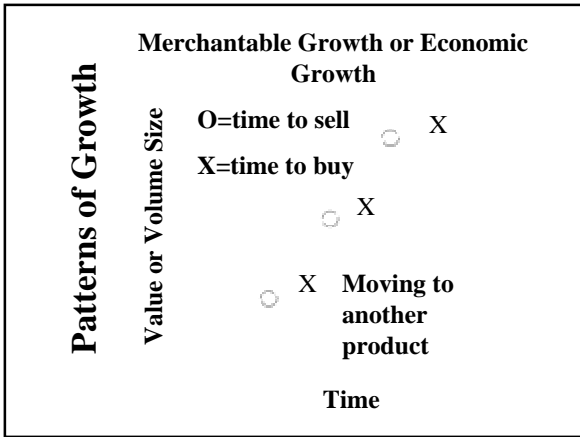 Merchantable Growth or Economic
Growth
Patterns of Growth
Value or Volume Size
O=time to sell
X
X=time to buy
X
X
Moving to
another
product
Time